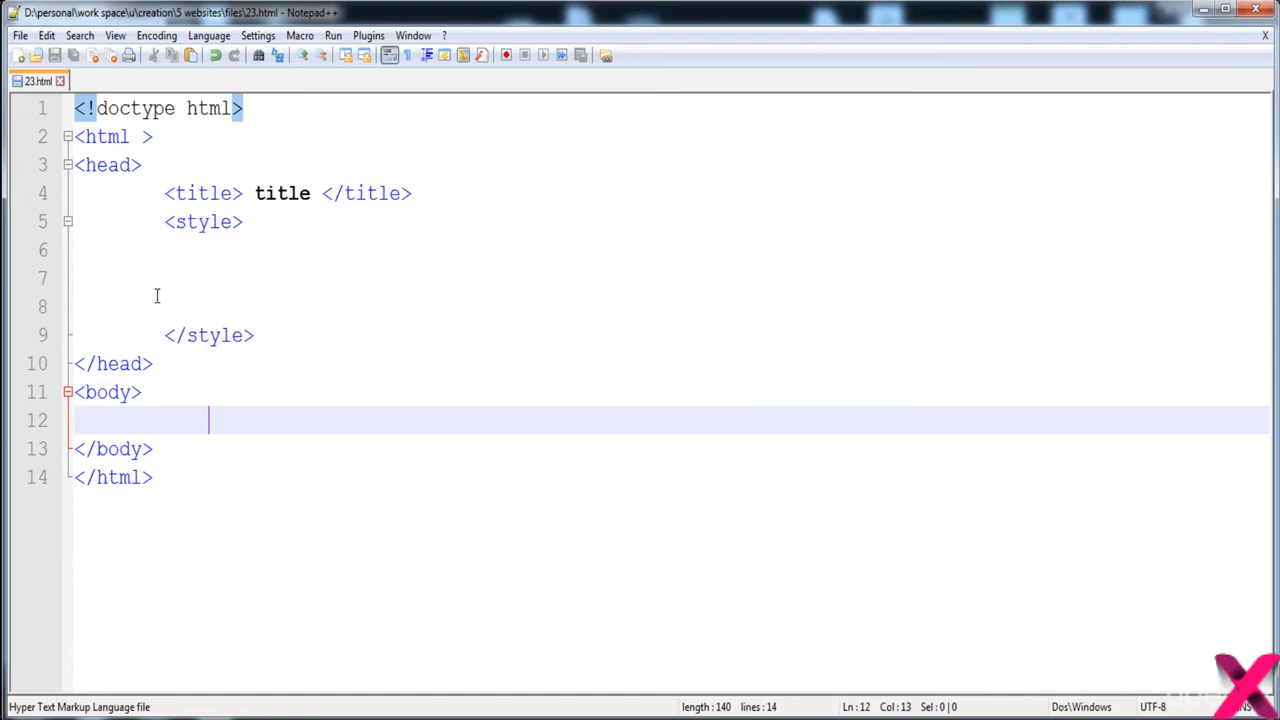 D:\personal\work space\u\creation\5 websites\files\23.html - Notepad++
File Edit Search View Encoding Language Settings Macro Run Plugins Window ? X
23.html
1 <!doctype html>
2 <html >
3 <head>
4 <title> title </title>
5 <style>
6
7
8
9 </style>
10 </head>
11 <body>
12
13 </body>
14 </html>
Hyper Text Markup Language file length : 140 lines : 14 Ln : 12 Col : 13 Sel : 0 | 0 Dos\Windows UTF-8